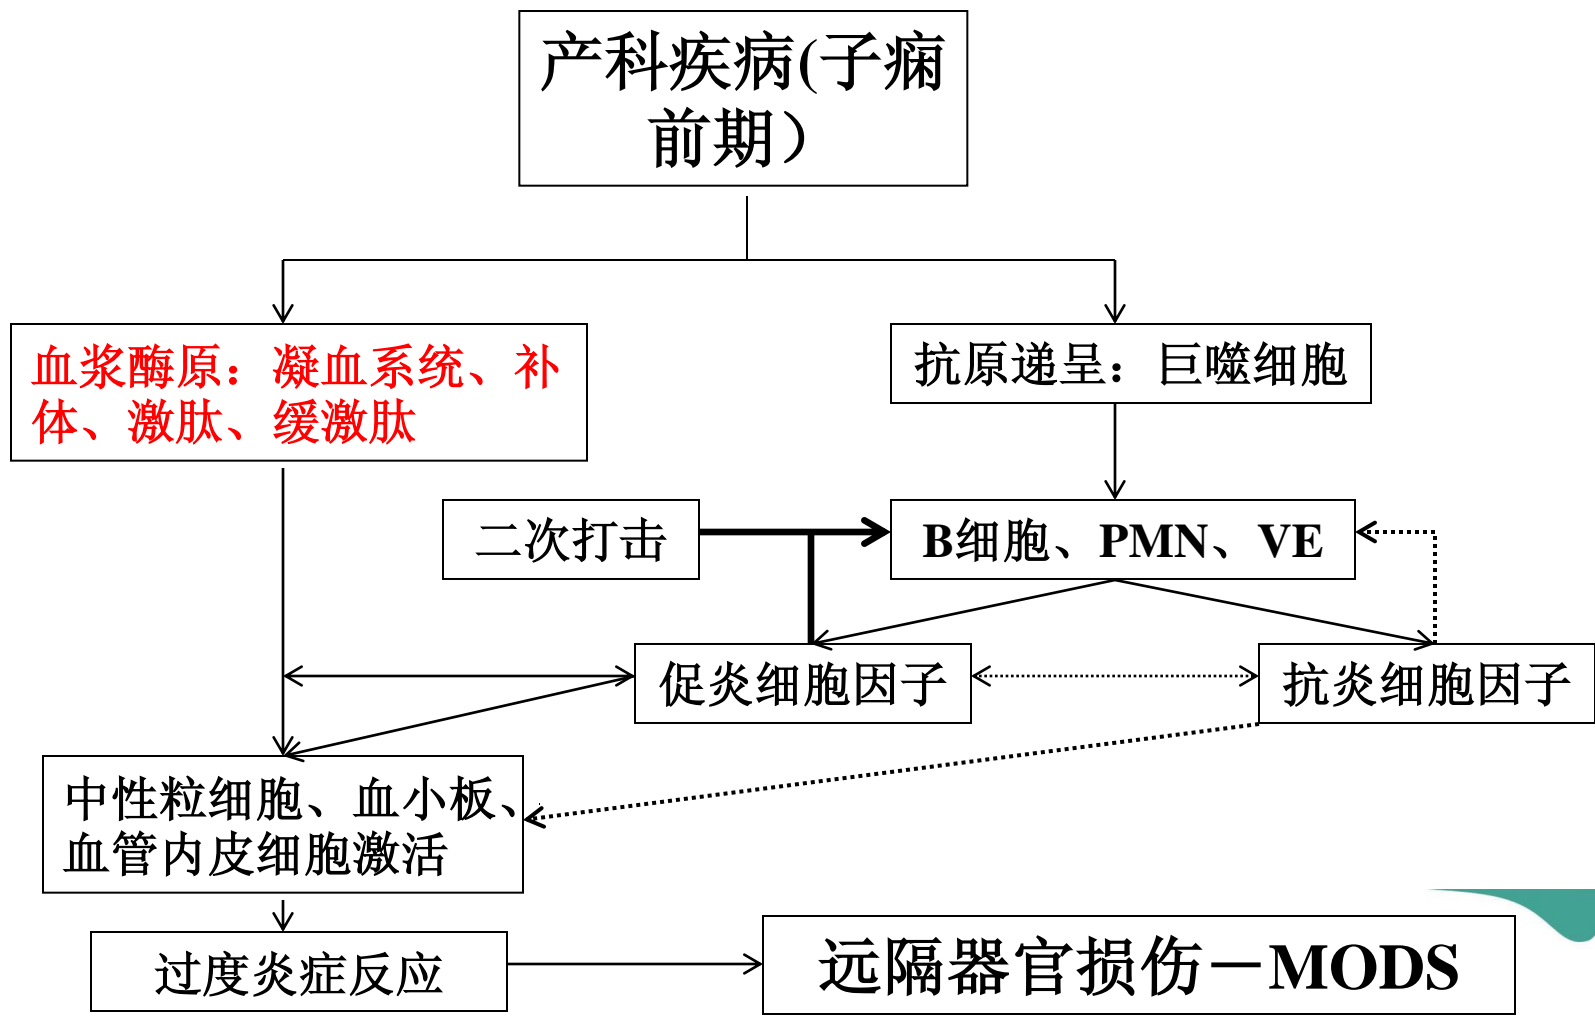 产科疾病(子痫
前期）
血浆酶原：凝血系统、补
体、激肽、缓激肽
抗原递呈：巨噬细胞
二次打击
B细胞、PMN、VE
促炎细胞因子
抗炎细胞因子
中性粒细胞、血小板、
血管内皮细胞激活
过度炎症反应
远隔器官损伤－MODS